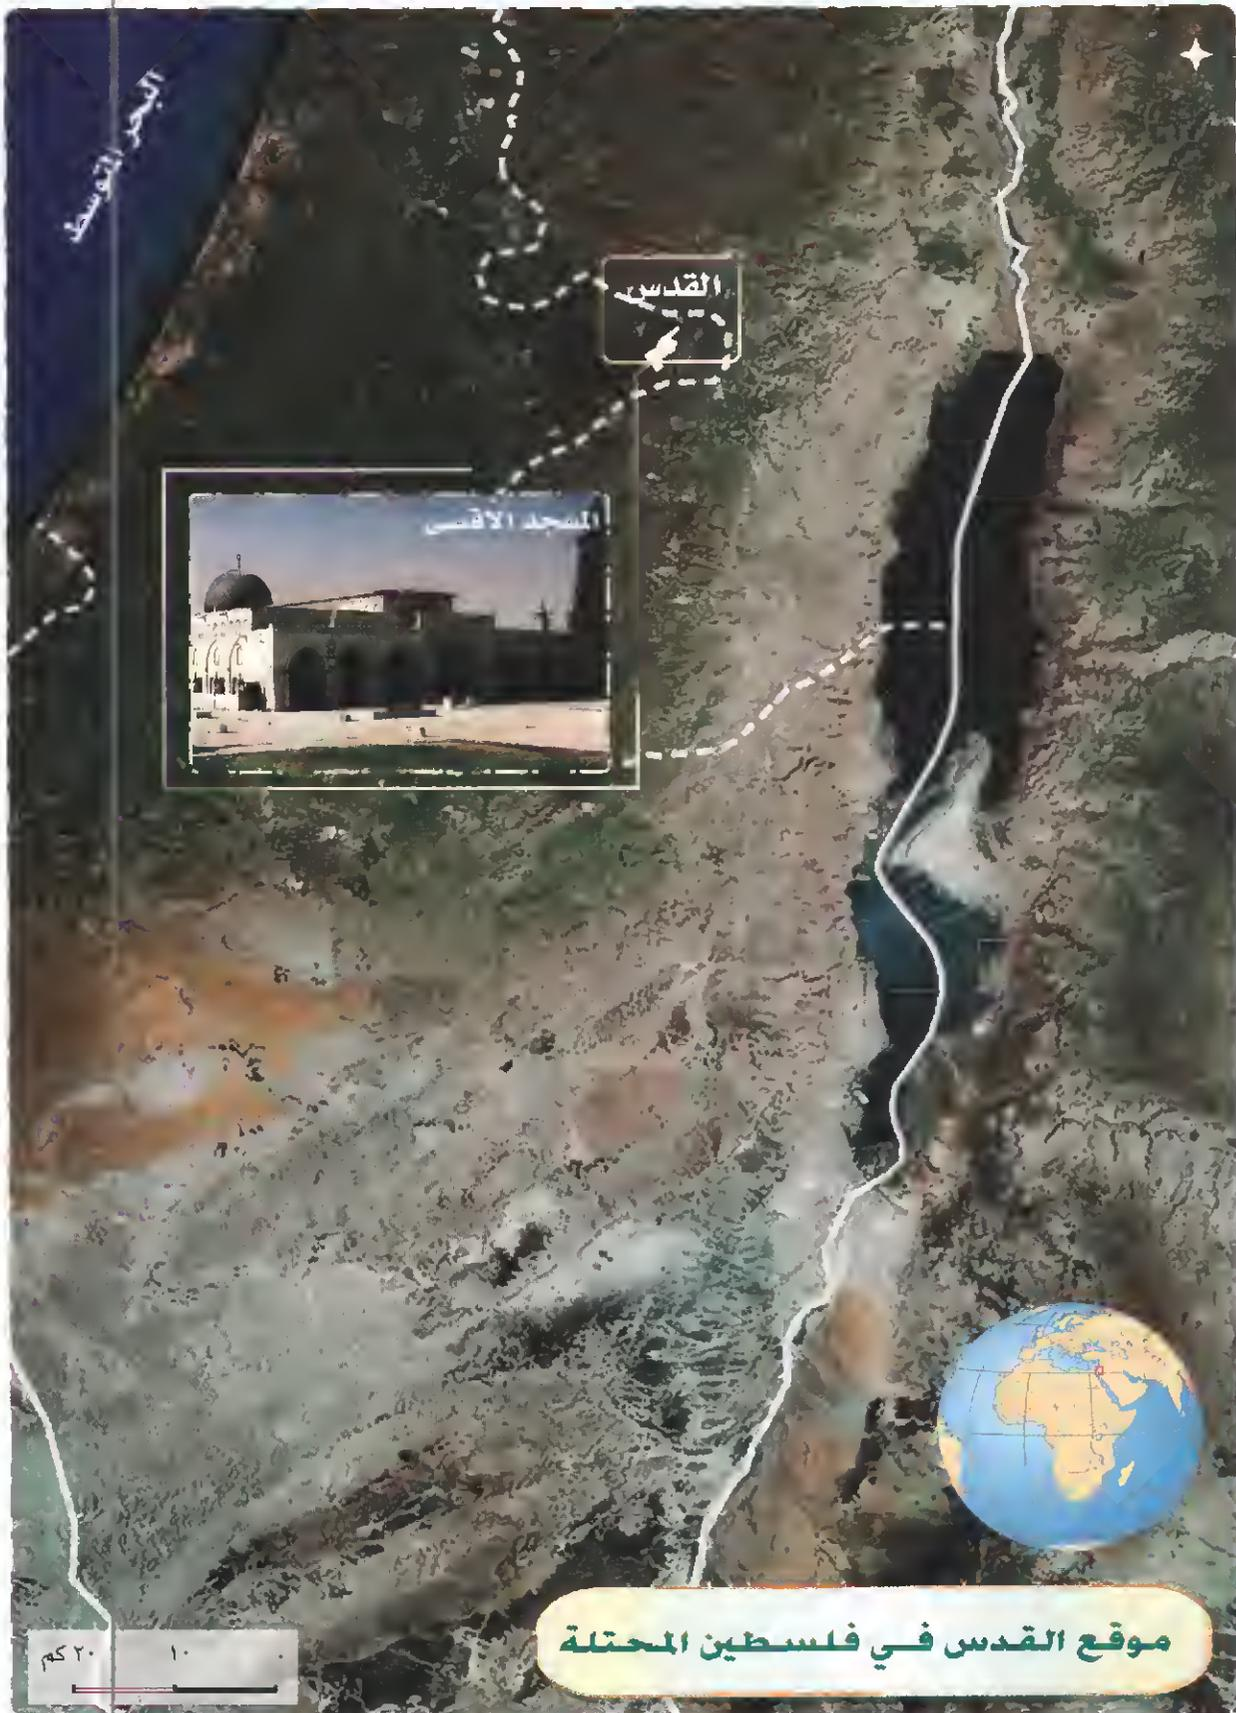 البحر المتوسط
القدس
المسجد الأقصى
موقع القدس في فلسطين المحتلة
٢٠ كم ١٠ ٠